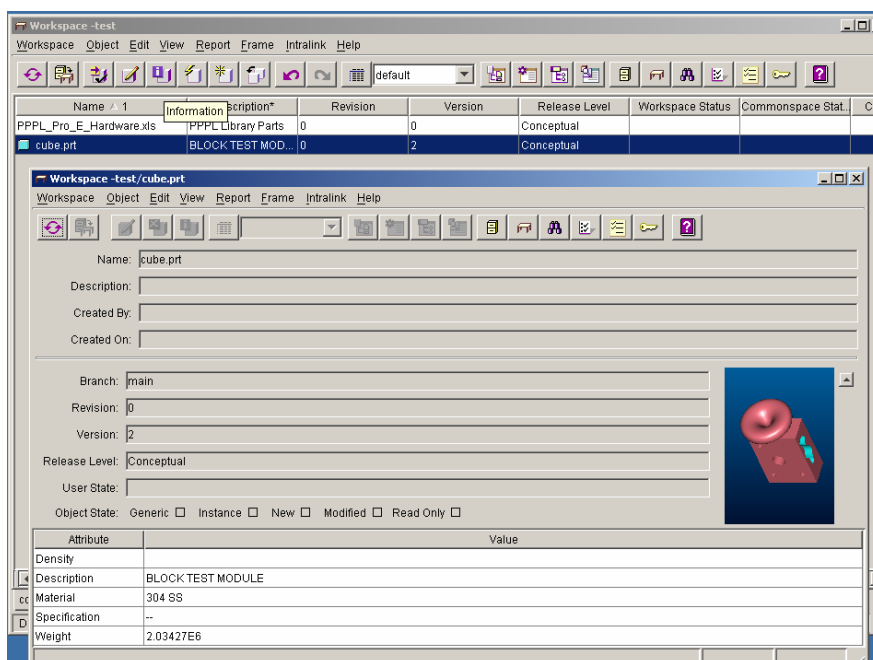 Workspace -test
Workspace Object Edit View Report Frame Intralink Help
default
Name 1 scription* Revision Version Release Level Workspace Status Commonspace Stat.. C
Information
PPPL_Pro_E_Hardware.xls PPPL Library Parts 0 0 Conceptual
cube.prt BLOCK TEST MOD... 0 2 Conceptual
Workspace -test/cube.prt
Workspace Object Edit View Report Frame Intralink Help
Name: cube.prt
Description:
Created By:
Created On:
Branch: main
Revision: 0
Version: 2
Release Level: Conceptual
User State:
Object State: Generic Instance New Modified Read Only
Attribute Value
Density
Description BLOCK TEST MODULE
cc Material 304 SS
Specification --
D
Weight 2.03427E6